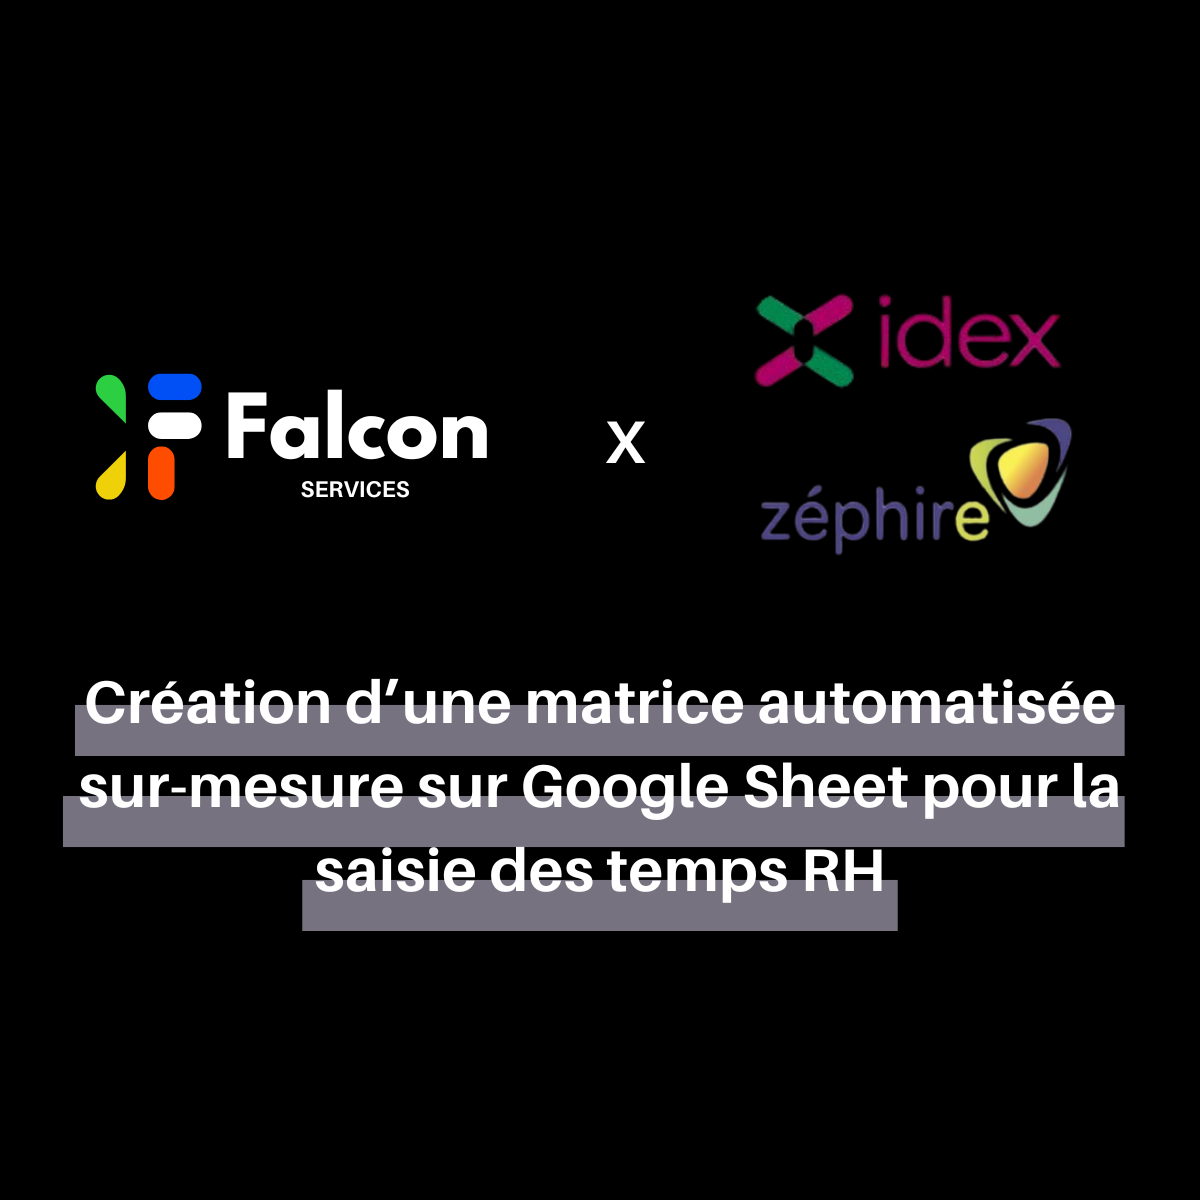 Falcon
SERVICES
X
idex
zéphire
Création d’une matrice automatisée
sur-mesure sur Google Sheet pour la
saisie des temps RH